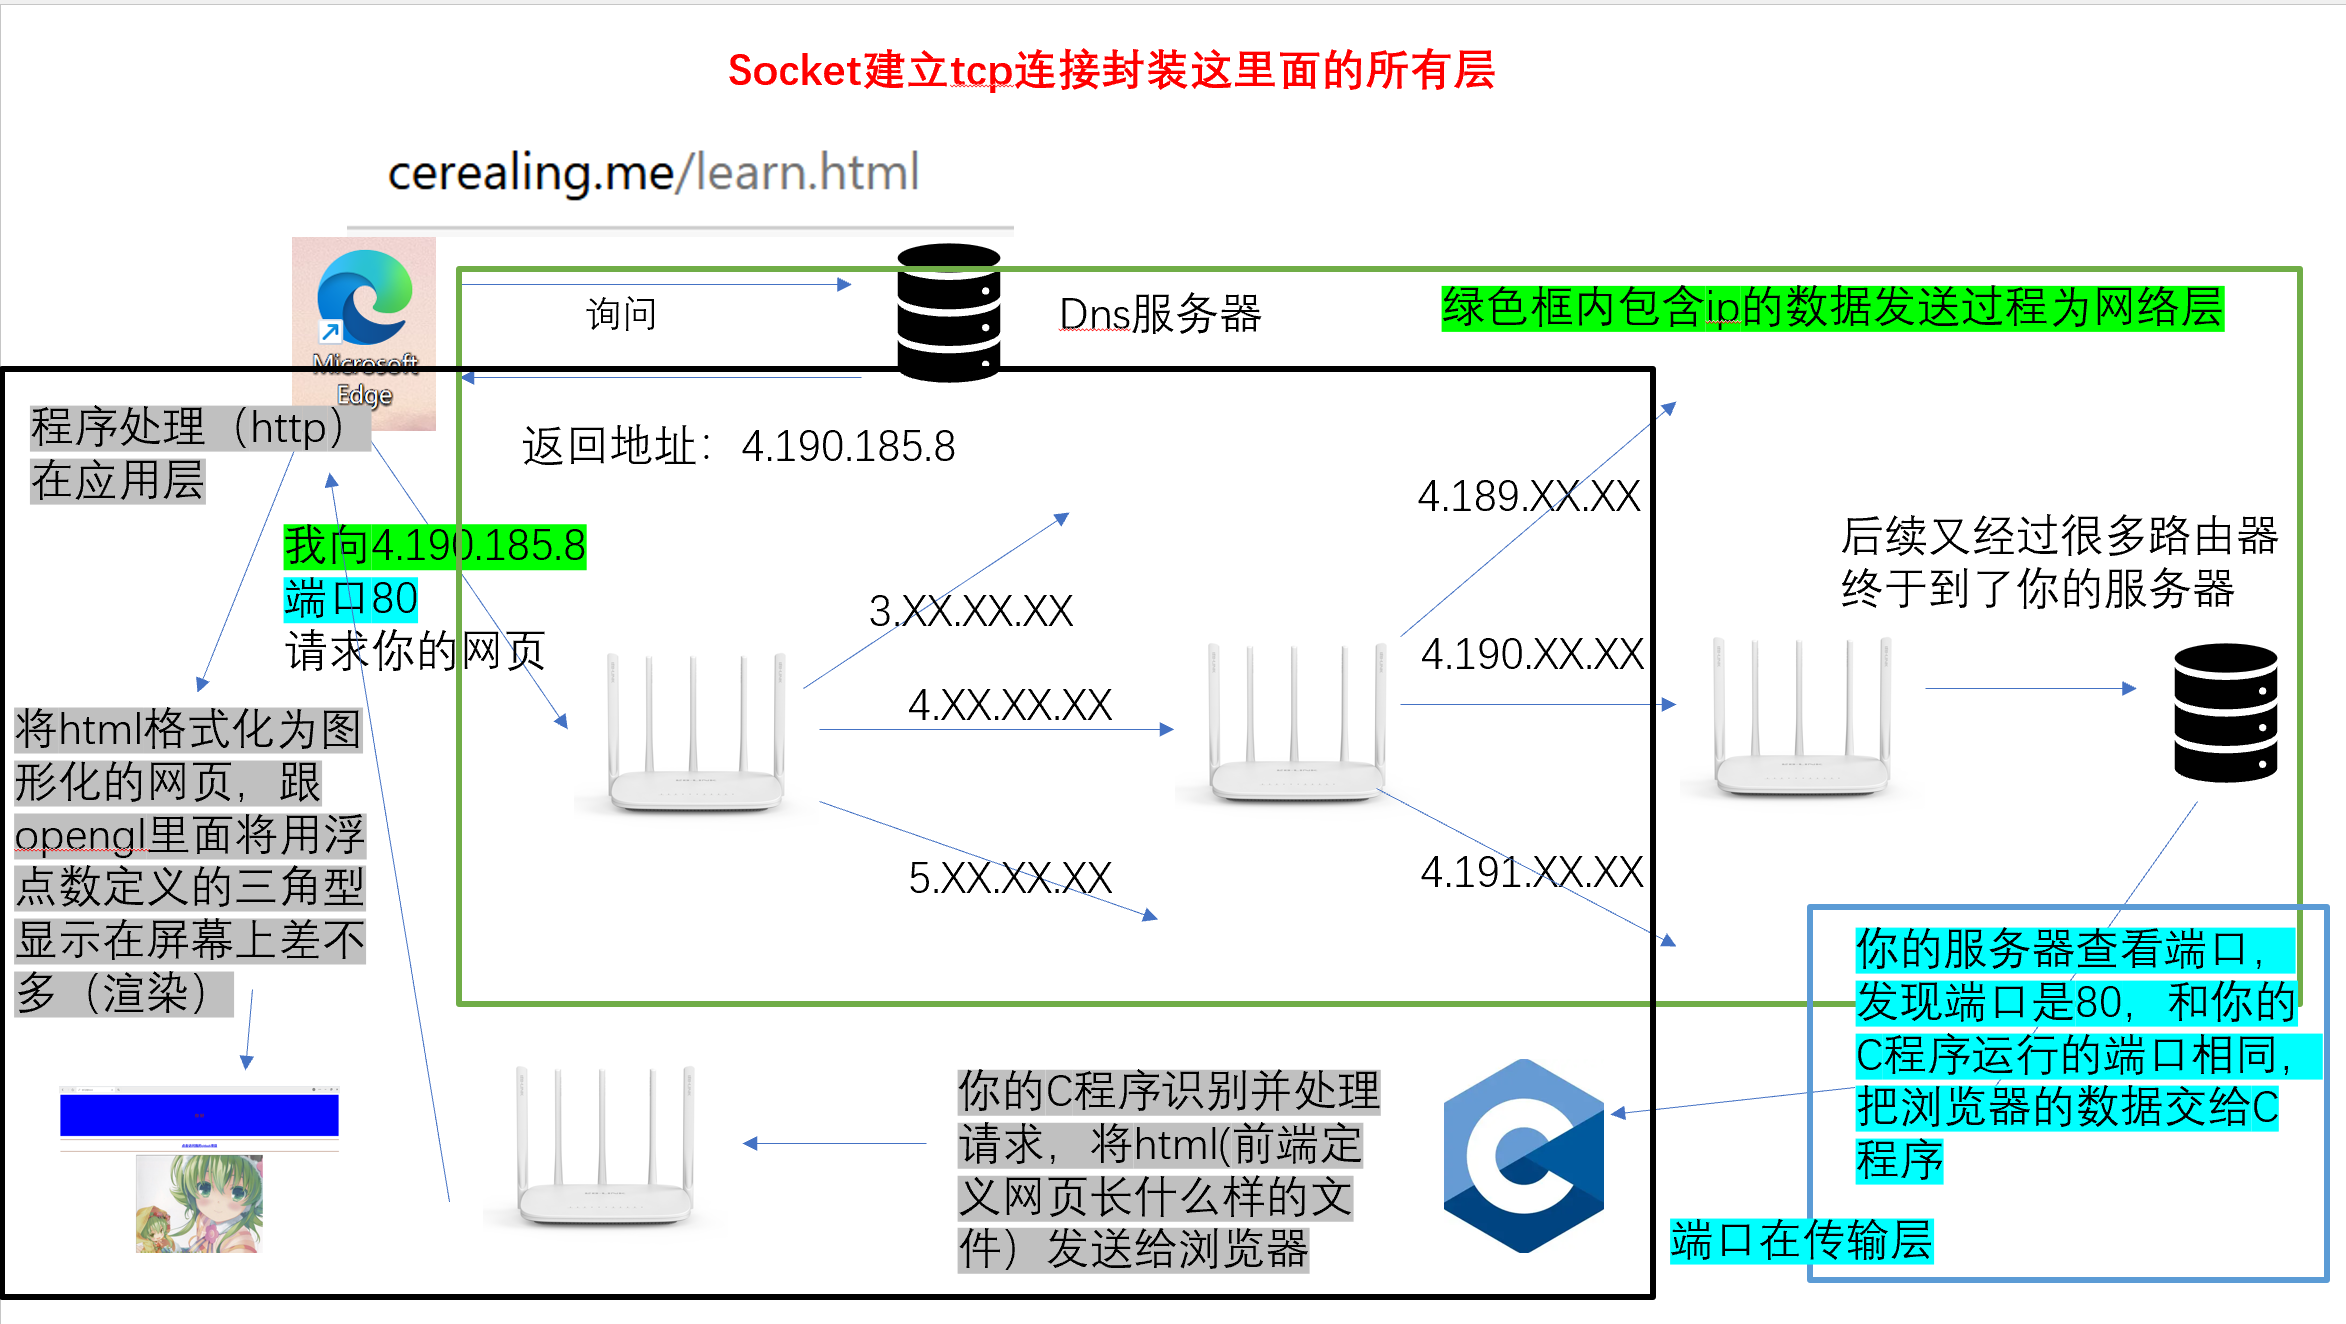 Socket建立tcp连接封装这里面的所有层
cerealing.me/learn.html
Microsoft
Edge
询问
Dns服务器
绿色框内包含ip的数据发送过程为网络层
程序处理（http）
在应用层
返回地址：4.190.185.8
我向4.190.185.8
端口80
请求你的网页
3.XX.XX.XX
4.XX.XX.XX
5.XX.XX.XX
4.189.XX.XX
4.190.XX.XX
4.191.XX.XX
后续又经过很多路由器
终于到了你的服务器
将html格式化为图
形化的网页，跟
opengl里面将用浮
点数定义的三角型
显示在屏幕上差不
多（渲染）
你的服务器查看端口，
发现端口是80，和你的
C程序运行的端口相同，
把浏览器的数据交给C
程序
端口在传输层
你的C程序识别并处理
请求，将html(前端定
义网页长什么样的文
件）发送给浏览器
C